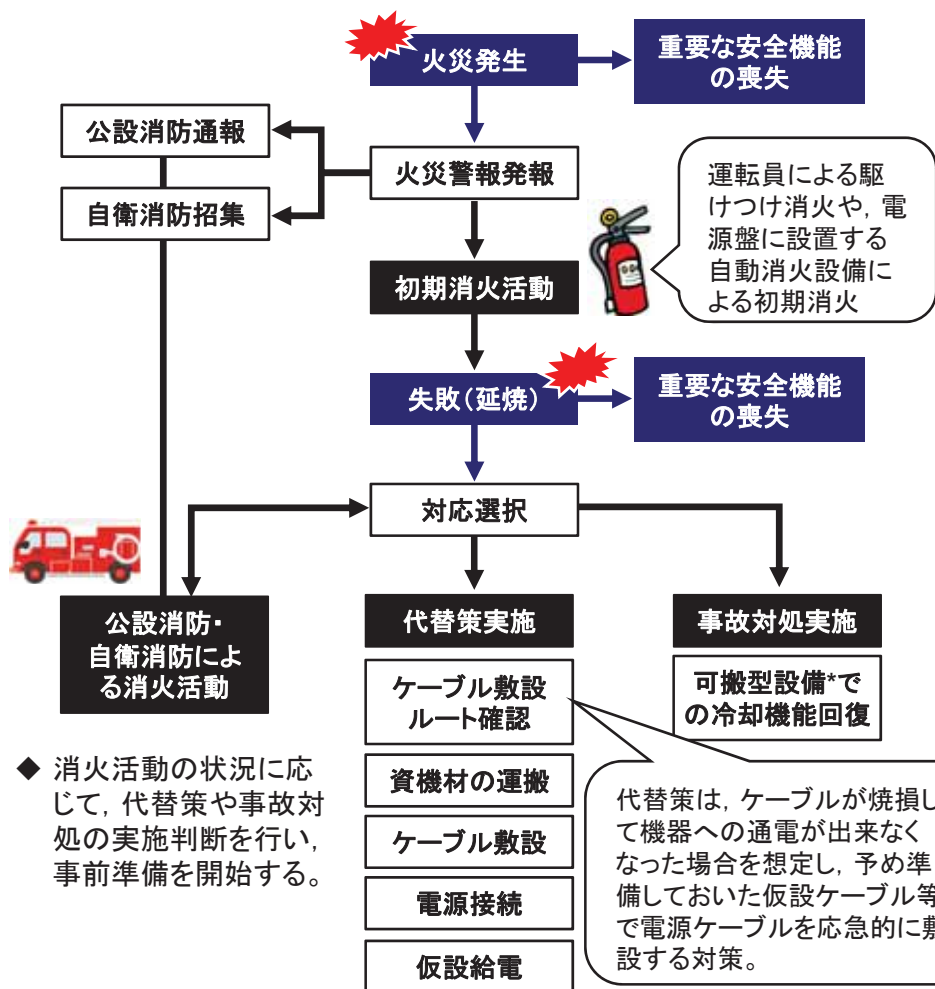 火災発生
重要な安全機能
の喪失
公設消防通報
火災警報発報
自衛消防招集
運転員による駆
けつけ消火や，電
源盤に設置する
自動消火設備に
よる初期消火
初期消火活動
失敗（延焼）
重要な安全機能
の喪失
対応選択
公設消防・
自衛消防によ
る消火活動
代替策実施
事故対処実施
ケーブル敷設
ルート確認
可搬型設備*で
の冷却機能回復
資機材の運搬
ケーブル敷設
電源接続
仮設給電
◆ 消火活動の状況に応
じて，代替策や事故対
処の実施判断を行い，
事前準備を開始する。
代替策は，ケーブルが焼損し
て機器への通電が出来なく
なった場合を想定し，予め準
備しておいた仮設ケーブル等
で電源ケーブルを応急的に敷
設する対策。